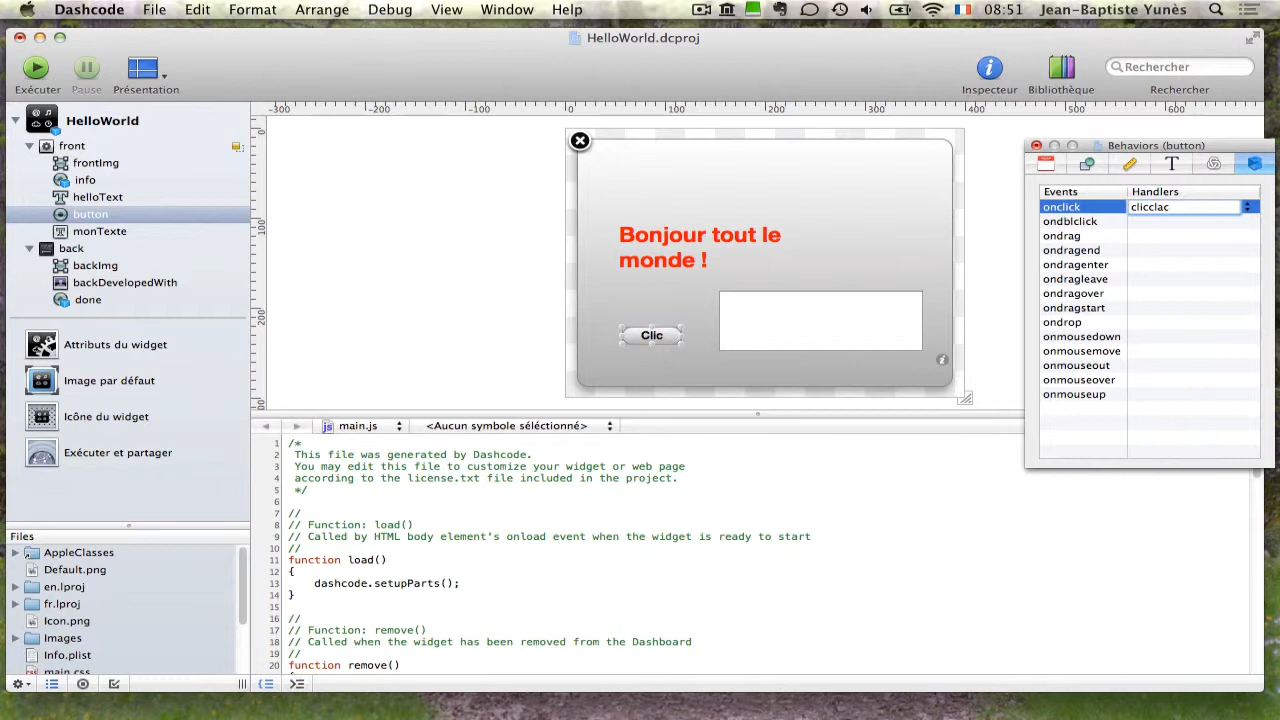 Dashcode File Edit Format Arrange Debug View Window Help 08:51 Jean-Baptiste Yunès
HelloWorld.dcproj
Exécuter Pause Présentation Inspecteur Bibliothèque Rechercher
Rechercher
HelloWorld
front
frontImg
info
helloText
button
monTexte
back
backImg
backDevelopedWith
done
Attributs du widget
Image par défaut
Icône du widget
Exécuter et partager
Files
AppleClasses
Default.png
en.lproj
fr.lproj
Icon.png
Images
Info.plist
main.css
-300 -200 -100 0 100 200 300 500 600
0
100
200
Bonjour tout le
monde !
Clic
Behaviors (button)
Events Handlers
onclick clicclac
ondblclick
ondrag
ondragend
ondragenter
ondragleave
ondragover
ondragstart
ondrop
onmousedown
onmousemove
onmouseout
onmouseover
onmouseup
main.js <Aucun symbole séléctionné>
1 /*
2 This file was generated by Dashcode.
3 You may edit this file to customize your widget or web page
4 according to the license.txt file included in the project.
5 */
6
7 //
8 // Function: load()
9 // Called by HTML body element's onload event when the widget is ready to start
10 //
11 function load()
12 {
13 dashcode.setupParts();
14 }
15
16 //
17 // Function: remove()
18 // Called when the widget has been removed from the Dashboard
19 //
20 function remove()